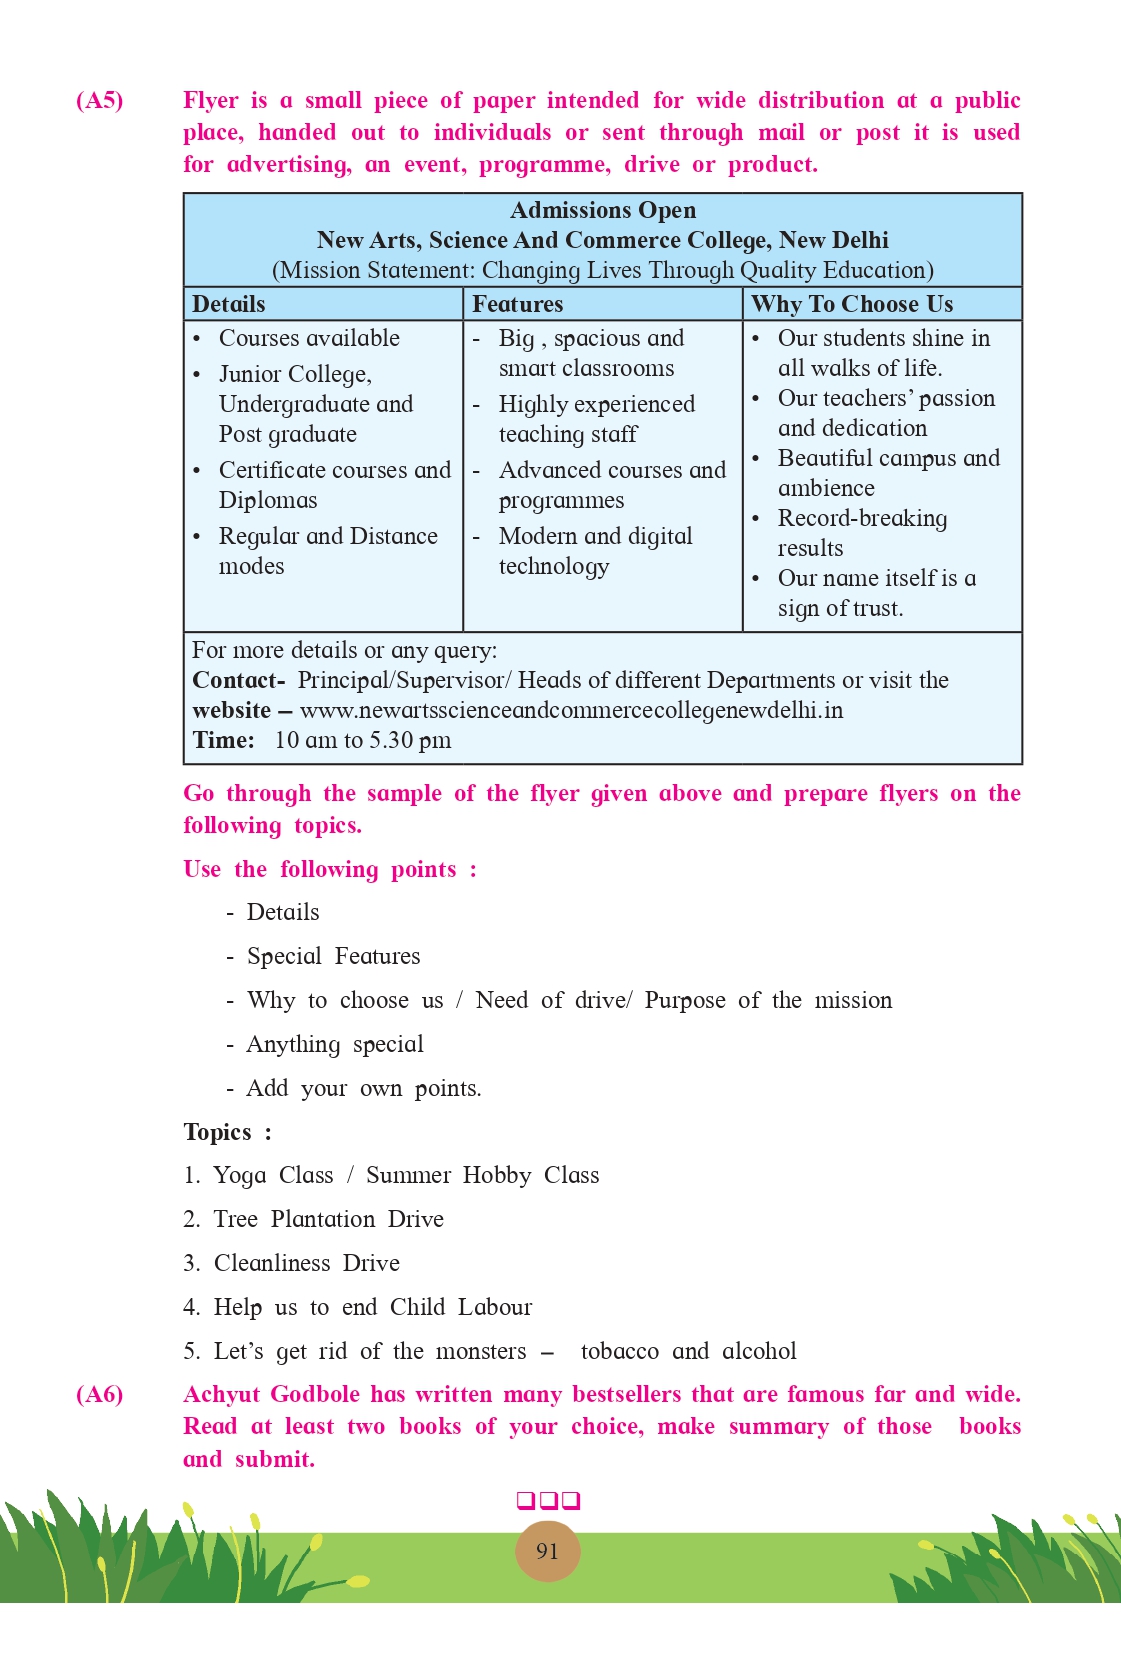 (A5) Flyer is a small piece of paper intended for wide distribution at a public
place, handed out to individuals or sent through mail or post it is used
for advertising, an event, programme, drive or product.
Admissions Open
New Arts, Science And Commerce College, New Delhi
(Mission Statement: Changing Lives Through Quality Education)
Details
• Courses available
• Junior College,
Undergraduate and
Post graduate
• Certificate courses and
Diplomas
• Regular and Distance
modes
Features
- Big , spacious and
smart classrooms
- Highly experienced
teaching staff
- Advanced courses and
programmes
- Modern and digital
technology
Why To Choose Us
• Our students shine in
all walks of life.
• Our teachers’ passion
and dedication
• Beautiful campus and
ambience
• Record-breaking
results
• Our name itself is a
sign of trust.
For more details or any query:
Contact- Principal/Supervisor/ Heads of different Departments or visit the
website – www.newartsscienceandcommercecollegenewdelhi.in
Time: 10 am to 5.30 pm
Go through the sample of the flyer given above and prepare flyers on the
following topics.
Use the following points :
- Details
- Special Features
- Why to choose us / Need of drive/ Purpose of the mission
- Anything special
- Add your own points.
Topics :
1. Yoga Class / Summer Hobby Class
2. Tree Plantation Drive
3. Cleanliness Drive
4. Help us to end Child Labour
5. Let’s get rid of the monsters – tobacco and alcohol
(A6) Achyut Godbole has written many bestsellers that are famous far and wide.
Read at least two books of your choice, make summary of those books
and submit.
❑❑❑
91